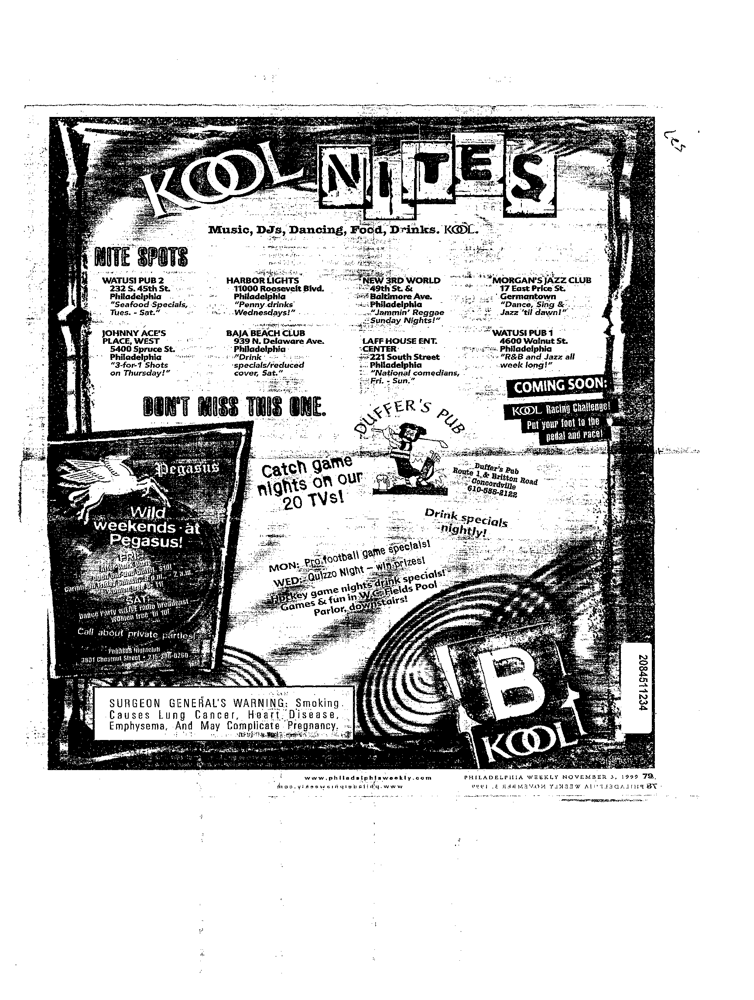 KOOL NITES
Music, DJs, Dancing, Food, Drinks. KOOL.
NITE SPOTS
WATUSI PUB 2
232 S. 45th St.
Philadelphia
"Seafood Specials,
Tues. - Sat."
HARBOR LIGHTS
11000 Roosevelt Blvd.
Philadelphia
"Penny drinks
Wednesdays!"
NEW 3RD WORLD
49th St. &
Baltimore Ave.
Philadelphia
"Jammin' Reggae
Sunday Nights!"
MORGAN'S JAZZ CLUB
17 East Price St.
Germantown
"Dance, Sing &
Jazz 'til dawn!"
JOHNNY ACE'S
PLACE, WEST
5400 Spruce St.
Philadelphia
"3-for-1 Shots
on Thursday!"
BAJA BEACH CLUB
939 N. Delaware Ave.
Philadelphia
"Drink
specials/reduced
cover, Sat."
LAFF HOUSE ENT.
CENTER
221 South Street
Philadelphia
"National comedians,
Fri. - Sun."
WATUSI PUB 1
4600 Walnut St.
Philadelphia
"R&B and Jazz all
week long!"
COMING SOON:
KOOL Racing Challenge!
Put your foot to the
pedal and race!
DON'T MISS THIS ONE.
DUFFER'S PUB
Pegasus
Wild
weekends at
Pegasus!
FRI:
SAT:
Dance Party radio broadcast
Women free 'til 10!
Call about private parties!
Pegasus Nightclub
3801 Chestnut Street •
Catch game
nights on our
20 TVs!
Duffer's Pub
Route 1 & Britton Road
Concordville
Drink specials
nightly!
MON: Pro football game specials!
WED: Quizzo Night – win prizes!
Hockey game nights drink specials!
Games & fun in W.C. Fields Pool
Parlor, downstairs!
B
KOOL
SURGEON GENERAL'S WARNING: Smoking
Causes Lung Cancer, Heart Disease,
Emphysema, And May Complicate Pregnancy.
2084511234
www.philadelphiaweekly.com
PHILADELPHIA WEEKLY NOVEMBER 3, 1999 79